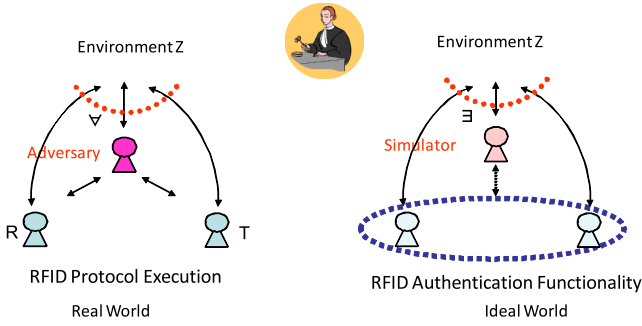 Environment Z
Environment Z
∀
∃
Adversary
Simulator
R
T
RFID Protocol Execution
RFID Authentication Functionality
Real World
Ideal World